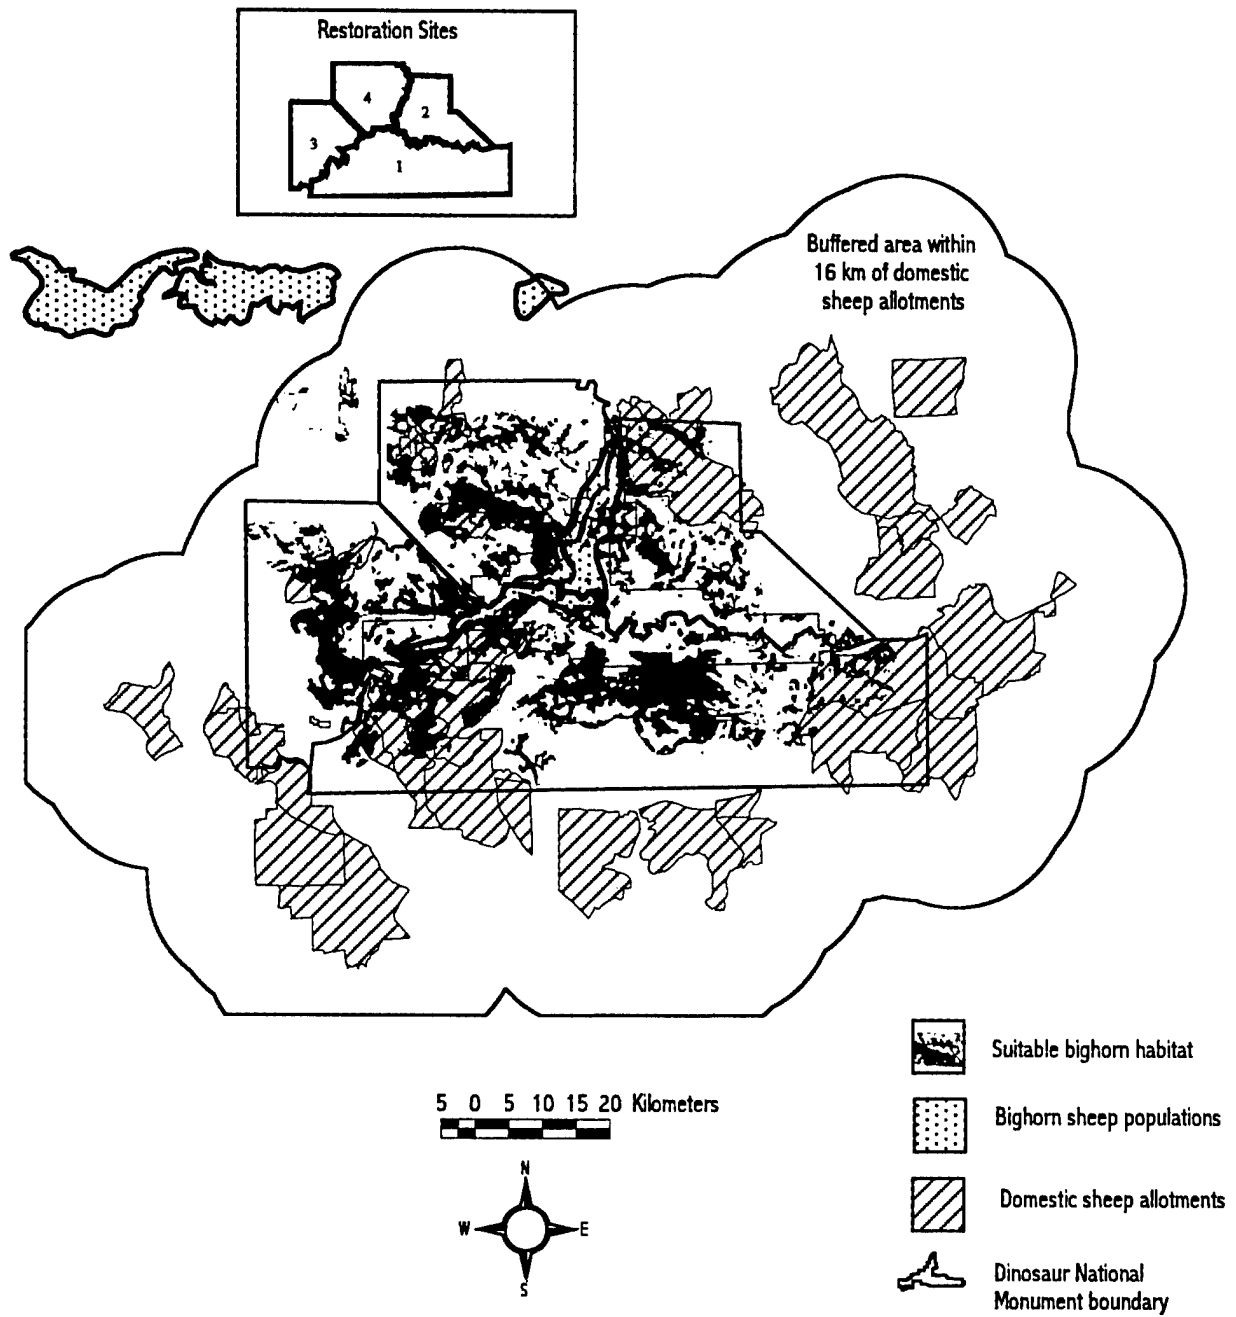 Restoration Sites
4
2
3
1
Buffered area within
16 km of domestic
sheep allotments
Suitable bighorn habitat
Bighorn sheep populations
Domestic sheep allotments
Dinosaur National
Monument boundary
5 0 5 10 15 20 Kilometers
N
W E
S